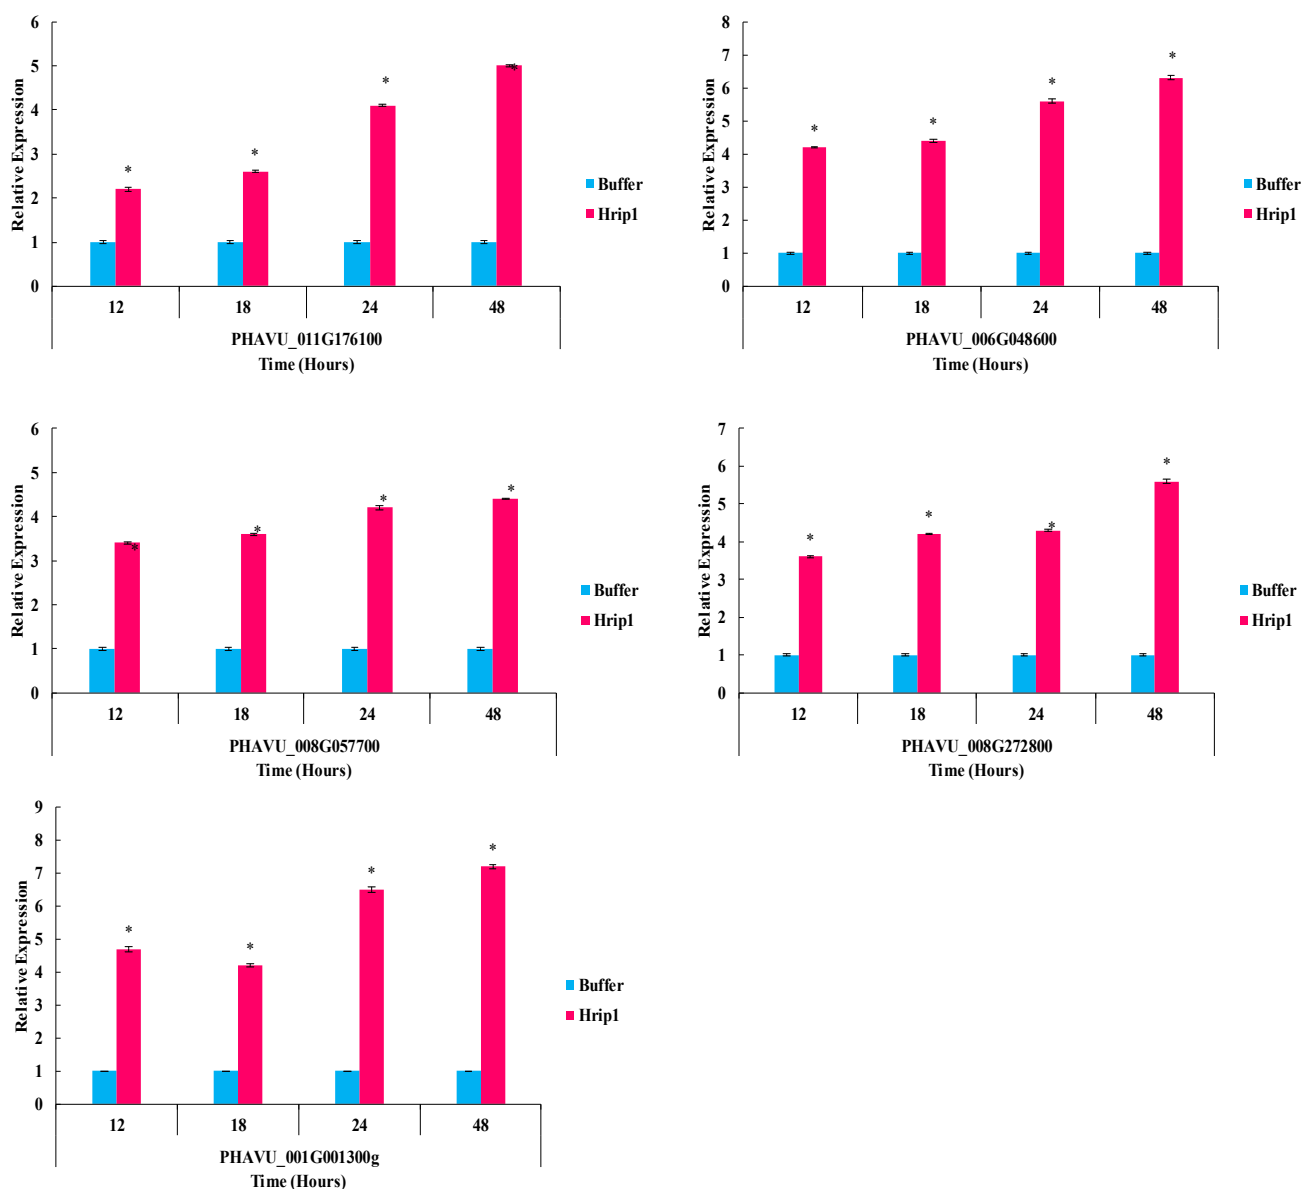 6
5
4
3
2
1
0
Relative Expression
*
*
*
*
Buffer
Hrip1
12 18 24 48
PHAVU_011G176100
Time (Hours)
8
7
6
5
4
3
2
1
0
Relative Expression
*
*
*
*
Buffer
Hrip1
12 18 24 48
PHAVU_006G048600
Time (Hours)
6
5
4
3
2
1
0
Relative Expression
*
*
*
*
Buffer
Hrip1
12 18 24 48
PHAVU_008G057700
Time (Hours)
7
6
5
4
3
2
1
0
Relative Expression
*
*
*
*
Buffer
Hrip1
12 18 24 48
PHAVU_008G272800
Time (Hours)
9
8
7
6
5
4
3
2
1
0
Relative Expression
*
*
*
*
Buffer
Hrip1
12 18 24 48
PHAVU_001G001300g
Time (Hours)